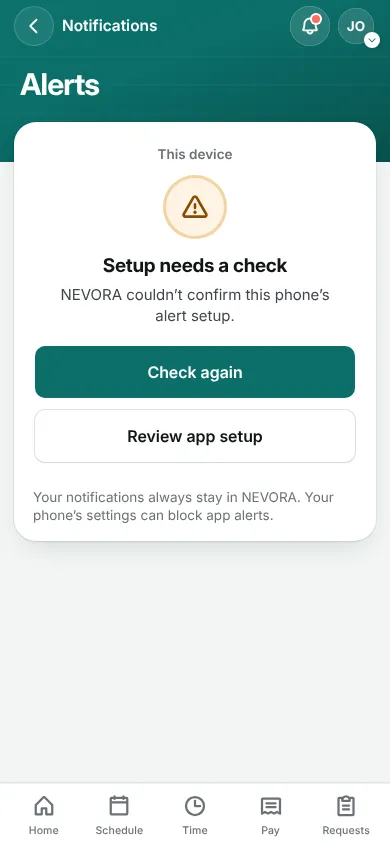 Notifications
JO
Alerts
This device
Setup needs a check
NEVORA couldn’t confirm this phone’s
alert setup.
Check again
Review app setup
Your notifications always stay in NEVORA. Your
phone’s settings can block app alerts.
Home
Schedule
Time
Pay
Requests